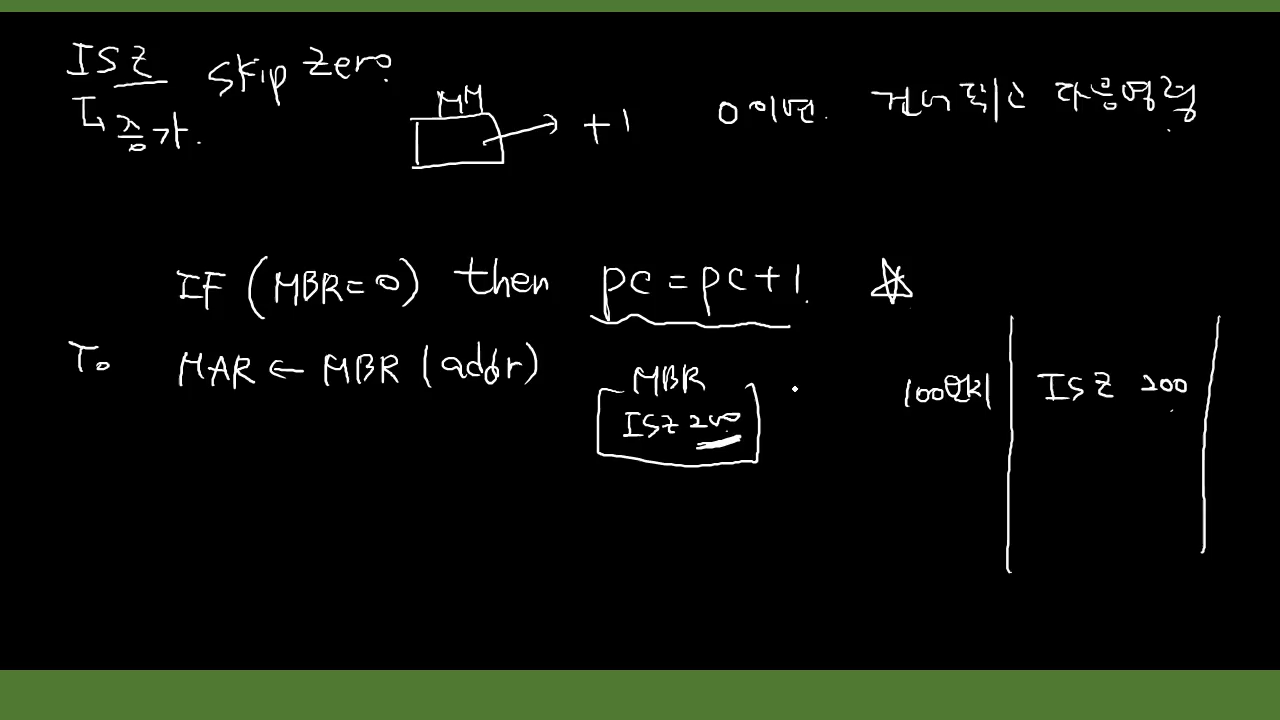 ISZ skip zero.
↳ 증가.
MM
→ +1 0이면. 건너뛰고 다음명령
IF (MBR=0) then pc = pc+1. ☆
T0 MAR ← MBR (addr)
MBR
ISZ 200
100번지 ISZ 200